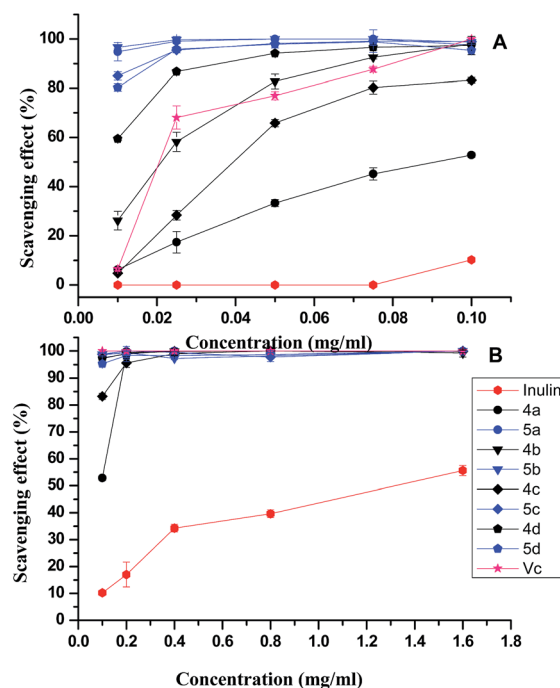 A
100
80
60
40
20
0
Scavenging effect (%)
0.00 0.02 0.04 0.06 0.08 0.10
Concentration (mg/ml)
B
100
90
80
70
60
50
40
30
20
10
0
Scavenging effect (%)
Inulin
4a
5a
4b
5b
4c
5c
4d
5d
Vc
0.0 0.2 0.4 0.6 0.8 1.0 1.2 1.4 1.6 1.8
Concentration (mg/ml)